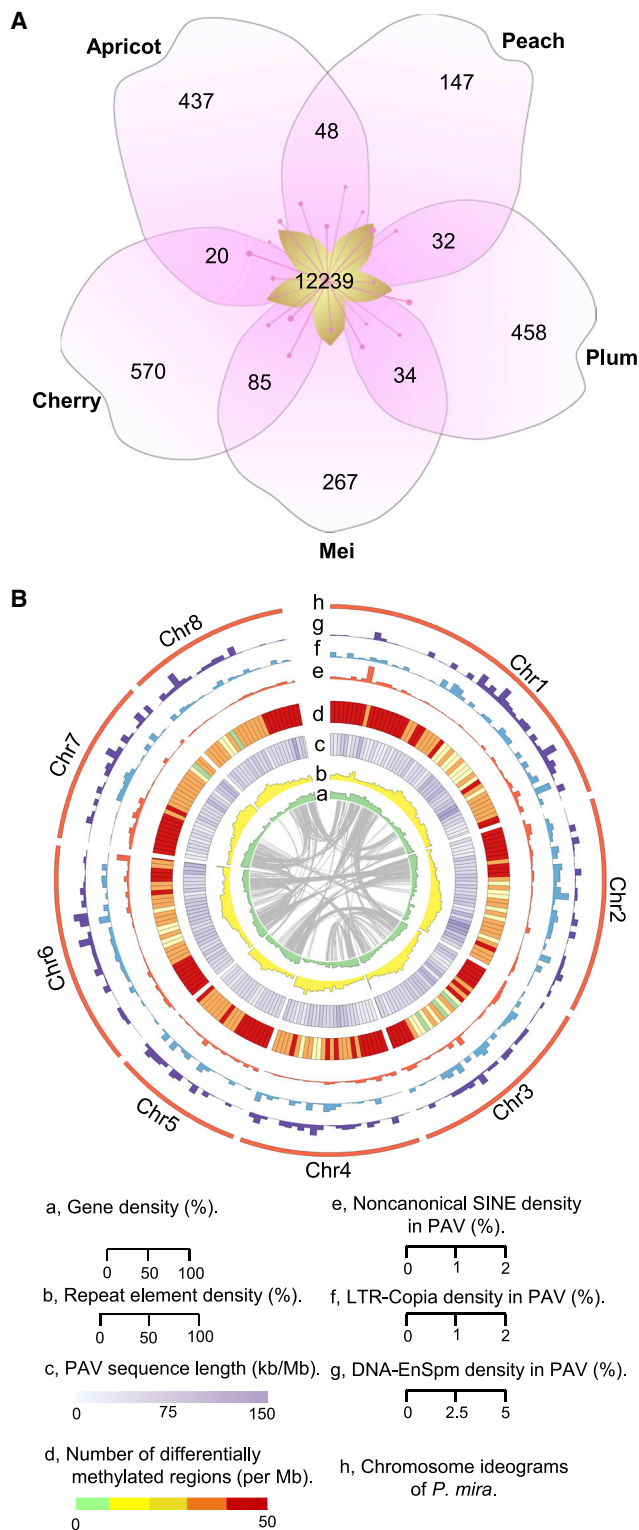 A
Apricot
Peach
437
147
48
20
32
12239
458
Plum
570
85
34
Cherry
267
Mei
B
h
g
f
e
d
c
b
a
Chr1
Chr2
Chr3
Chr4
Chr5
Chr6
Chr7
Chr8
a, Gene density (%).
0 50 100
b, Repeat element density (%).
0 50 100
c, PAV sequence length (kb/Mb).
0 75 150
d, Number of differentially
methylated regions (per Mb).
0 50
e, Noncanonical SINE density
in PAV (%).
0 1 2
f, LTR-Copia density in PAV (%).
0 1 2
g, DNA-EnSpm density in PAV (%).
0 2.5 5
h, Chromosome ideograms
of P. mira.